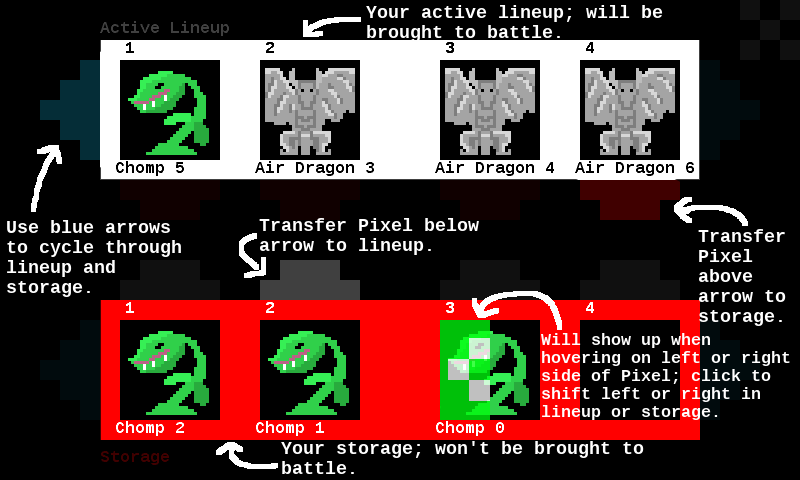 Active Lineup
Your active lineup; will be
brought to battle.
1 2 3 4
Chomp 5 Air Dragon 3 Air Dragon 4 Air Dragon 6
Use blue arrows
to cycle through
lineup and
storage.
Transfer Pixel below
arrow to lineup.
Transfer
Pixel
above
arrow to
storage.
1 2 3 4
Will show up when
hovering on left or right
side of Pixel; click to
shift left or right in
lineup or storage.
Chomp 2 Chomp 1 Chomp 0
Your storage; won't be brought to
battle.
Storage